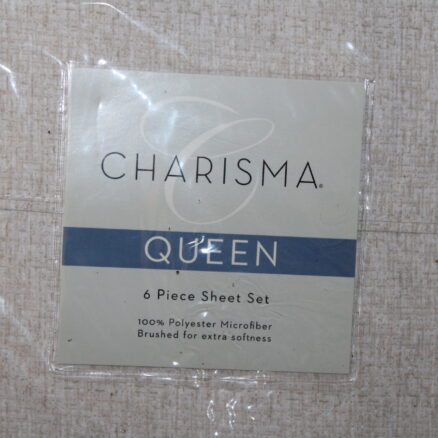 CHARISMA®
QUEEN
6 Piece Sheet Set
100% Polyester Microfiber
Brushed for extra softness